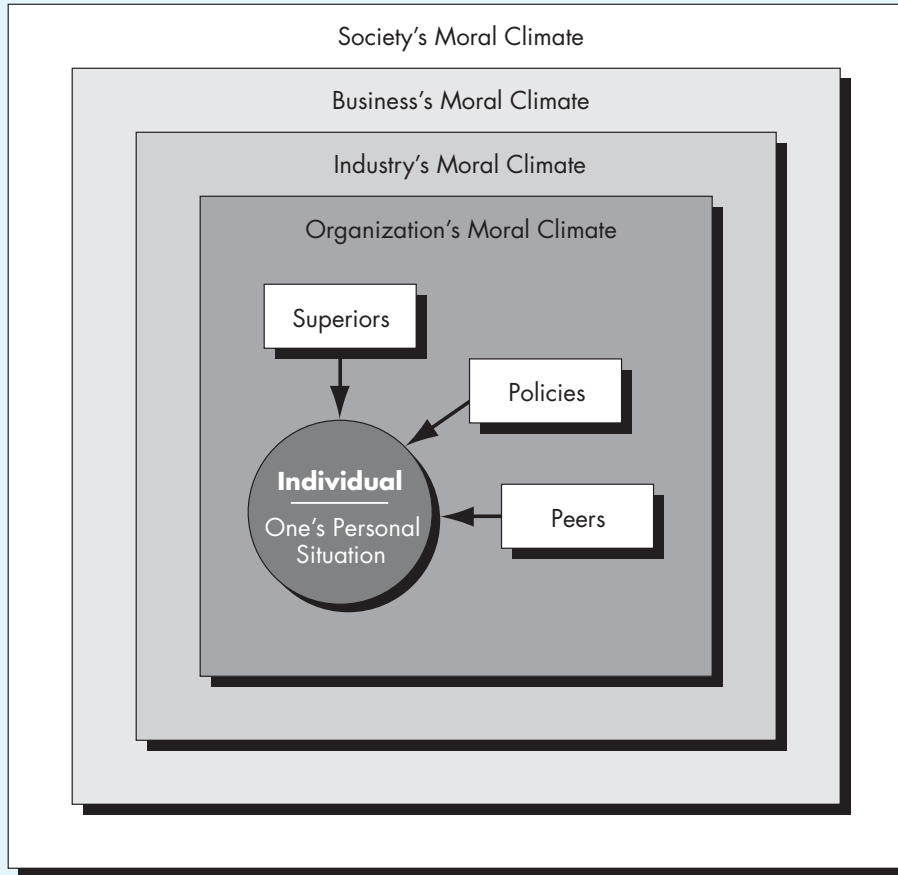 Society’s Moral Climate
Business’s Moral Climate
Industry’s Moral Climate
Organization’s Moral Climate
Superiors
Policies
Individual
One’s Personal
Situation
Peers